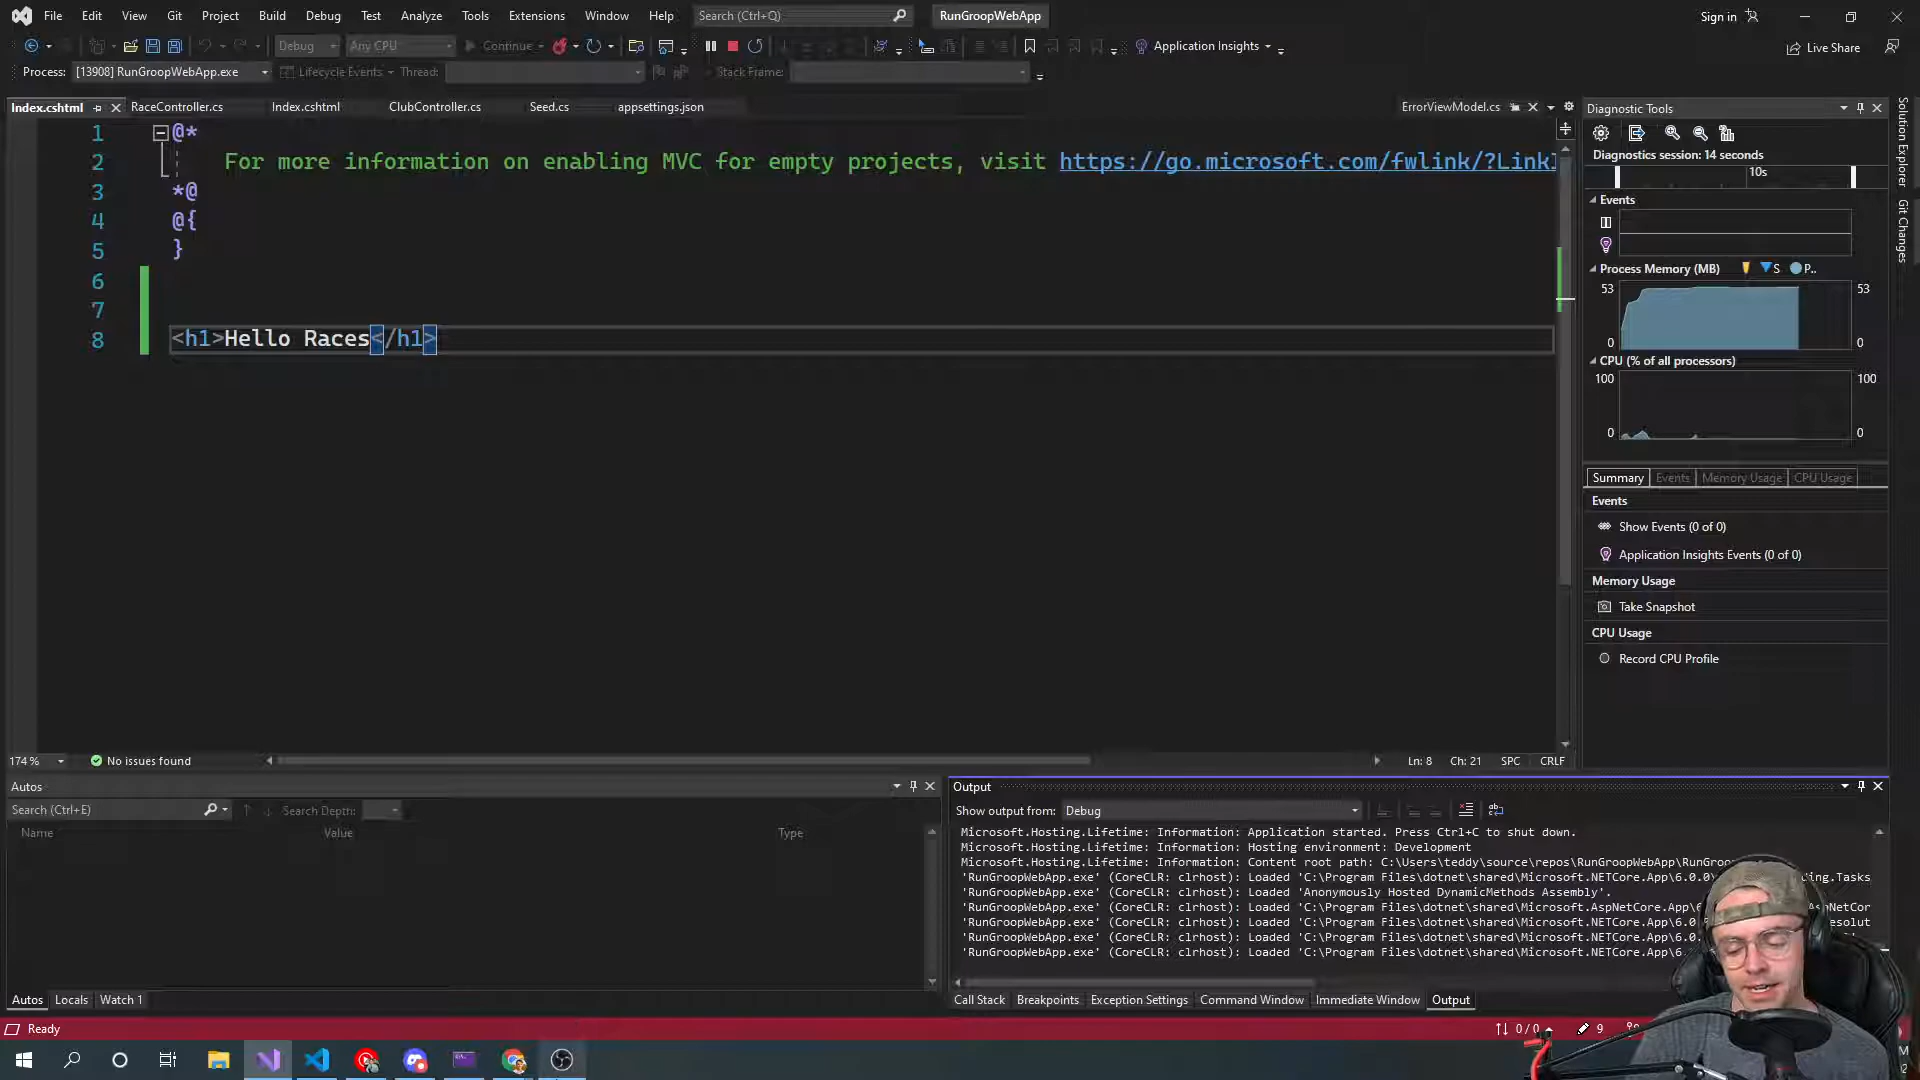 File Edit View Git Project Build Debug Test Analyze Tools Extensions Window Help Search (Ctrl+Q) RunGroopWebApp Sign in
Debug Any CPU Continue Application Insights Live Share
Process: [13908] RunGroopWebApp.exe Lifecycle Events Thread: Stack Frame:
Index.cshtml RaceController.cs Index.cshtml ClubController.cs Seed.cs appsettings.json ErrorViewModel.cs
1 @*
2 For more information on enabling MVC for empty projects, visit https://go.microsoft.com/fwlink/?LinkI
3 *@
4 @{
5 }
6
7
8 <h1>Hello Races</h1>
174 % No issues found Ln: 8 Ch: 21 SPC CRLF
Diagnostic Tools
Diagnostics session: 14 seconds
10s
Events
Process Memory (MB) S P..
53 53
0 0
CPU (% of all processors)
100 100
0 0
Summary Events Memory Usage CPU Usage
Events
Show Events (0 of 0)
Application Insights Events (0 of 0)
Memory Usage
Take Snapshot
CPU Usage
Record CPU Profile
Solution Explorer
Git Changes
Autos
Search (Ctrl+E) Search Depth:
Name Value Type
Autos Locals Watch 1
Output
Show output from: Debug
Microsoft.Hosting.Lifetime: Information: Application started. Press Ctrl+C to shut down.
Microsoft.Hosting.Lifetime: Information: Hosting environment: Development
Microsoft.Hosting.Lifetime: Information: Content root path: C:\Users\teddy\source\repos\RunGroopWebApp\RunGroo
'RunGroopWebApp.exe' (CoreCLR: clrhost): Loaded 'C:\Program Files\dotnet\shared\Microsoft.NETCore.App\6.0.0\ ing.Tasks
'RunGroopWebApp.exe' (CoreCLR: clrhost): Loaded 'Anonymously Hosted DynamicMethods Assembly'.
'RunGroopWebApp.exe' (CoreCLR: clrhost): Loaded 'C:\Program Files\dotnet\shared\Microsoft.AspNetCore.App\6 AspNetCor
'RunGroopWebApp.exe' (CoreCLR: clrhost): Loaded 'C:\Program Files\dotnet\shared\Microsoft.NETCore.App\6.0. esolut
'RunGroopWebApp.exe' (CoreCLR: clrhost): Loaded 'C:\Program Files\dotnet\shared\Microsoft.NETCore.App\6.0.
'RunGroopWebApp.exe' (CoreCLR: clrhost): Loaded 'C:\Program Files\dotnet\shared\Microsoft.NETCore.App\6.
Call Stack Breakpoints Exception Settings Command Window Immediate Window Output
Ready 0 / 0 9